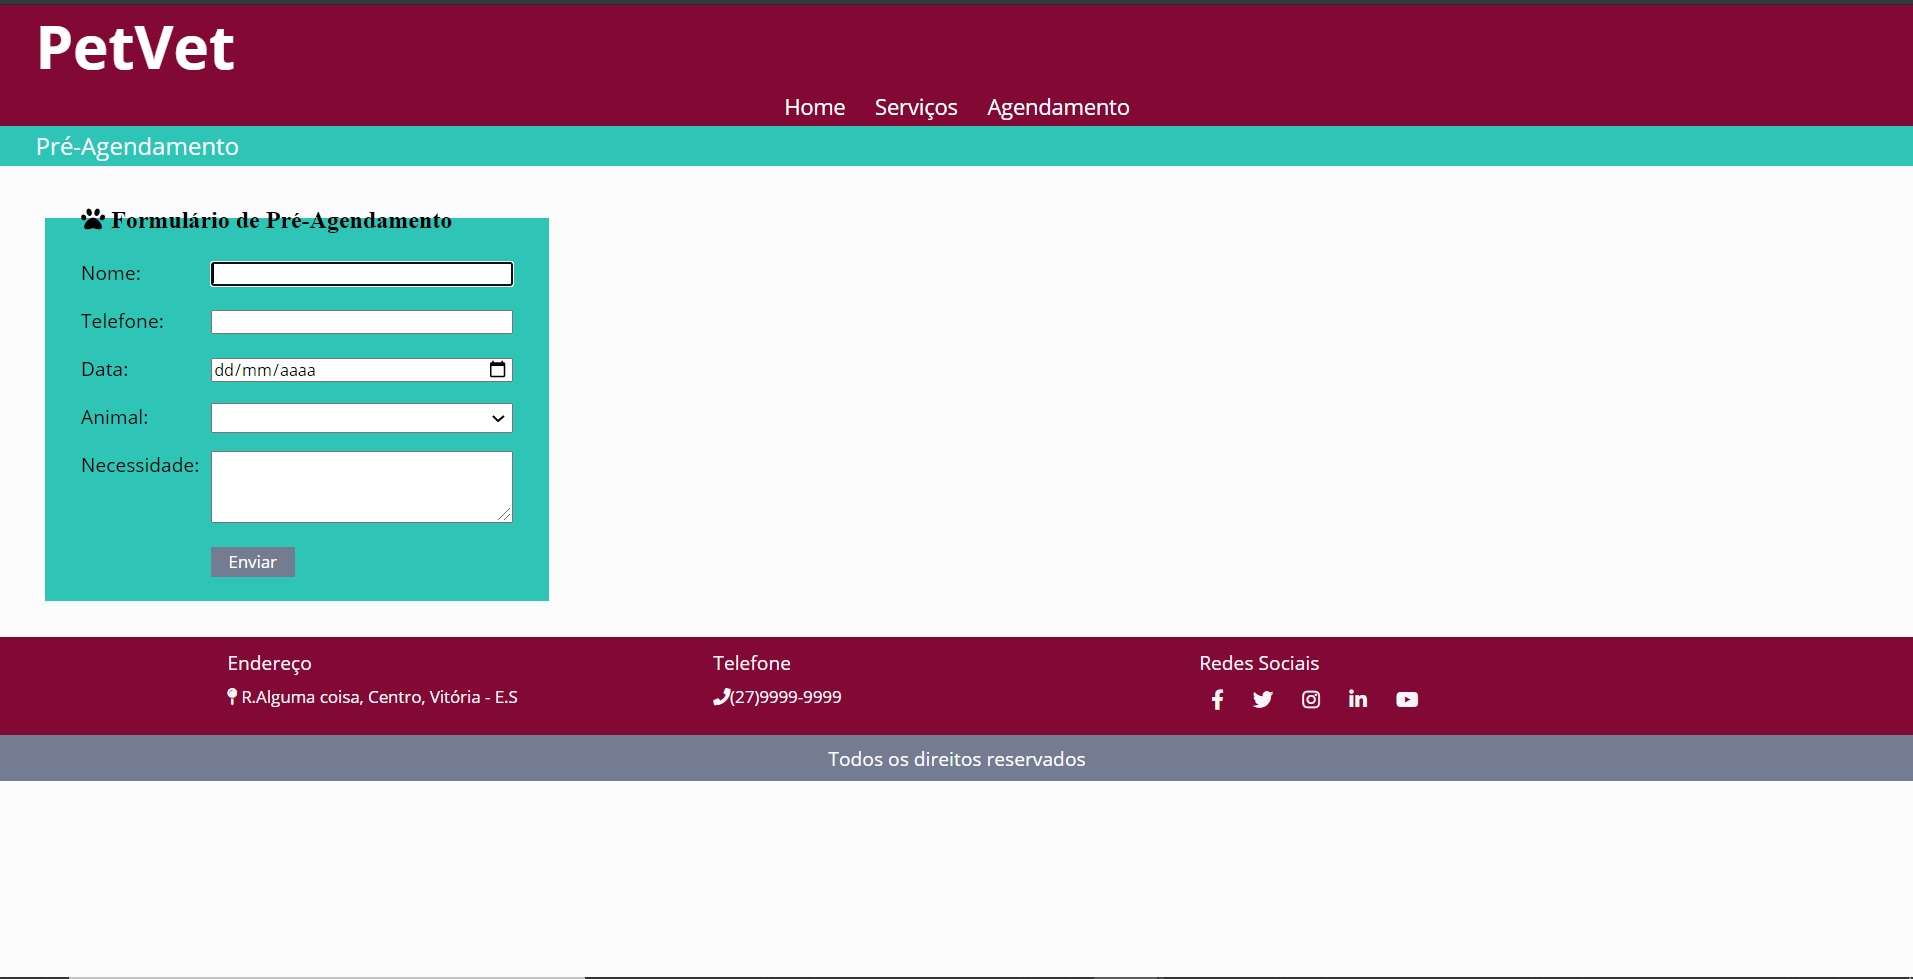 PetVet
Home Serviços Agendamento
Pré-Agendamento
Formulário de Pré-Agendamento
Nome:
Telefone:
Data: dd/mm/aaaa
Animal:
Necessidade:
Enviar
Endereço Telefone Redes Sociais
R.Alguma coisa, Centro, Vitória - E.S (27)9999-9999
Todos os direitos reservados